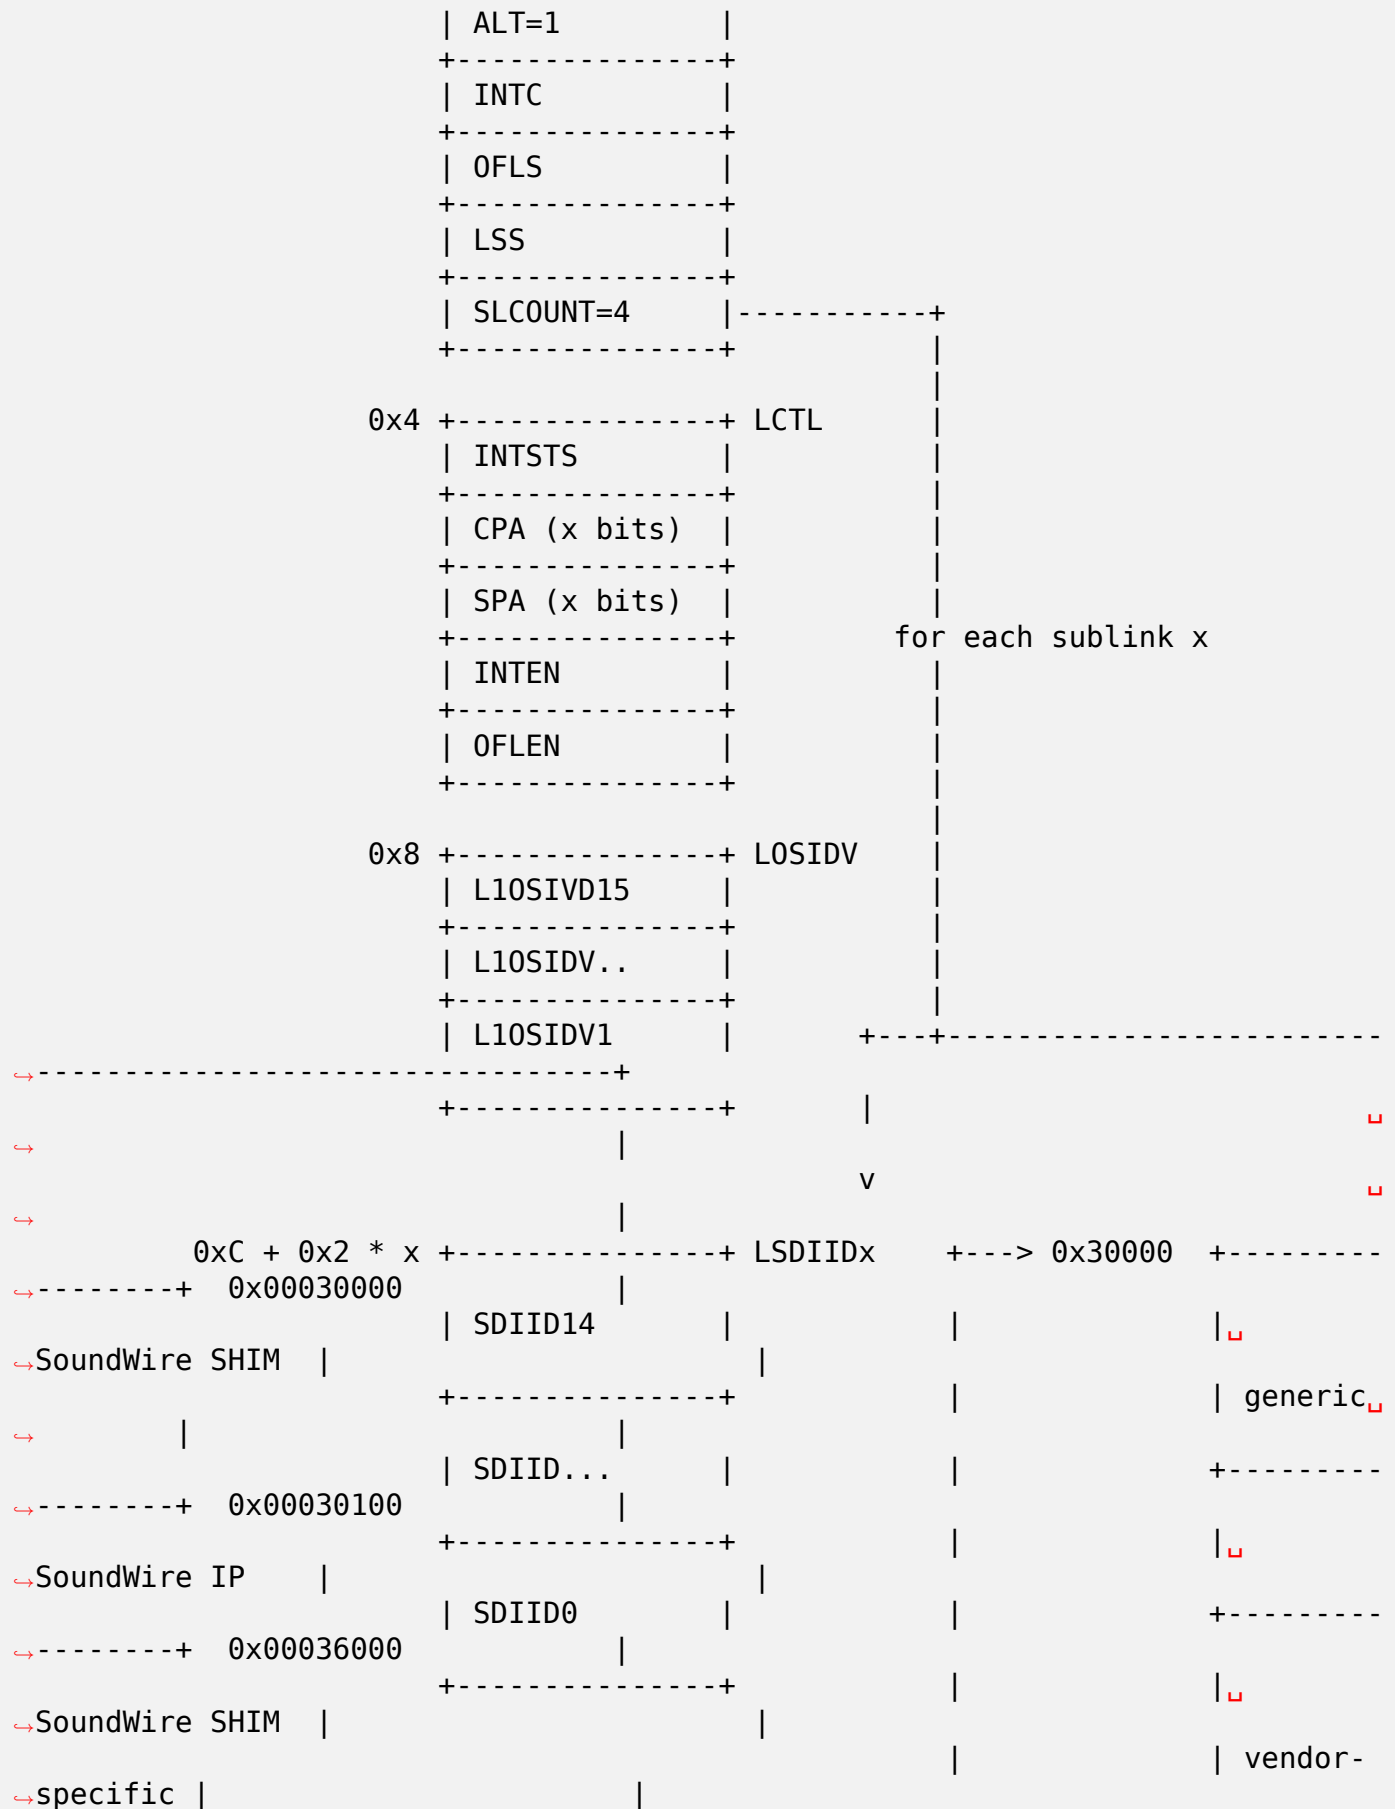 | ALT=1         |
                         +---------------+
                         | INTC          |
                         +---------------+
                         | OFLS          |
                         +---------------+
                         | LSS           |
                         +---------------+
                         | SLCOUNT=4     |-----------+
                         +---------------+           |
                                                     |
                     0x4 +---------------+ LCTL      |
                         | INTSTS        |           |
                         +---------------+           |
                         | CPA (x bits)  |           |
                         +---------------+           |
                         | SPA (x bits)  |           |
                         +---------------+         for each sublink x
                         | INTEN         |           |
                         +---------------+           |
                         | OFLEN         |           |
                         +---------------+           |
                                                     |
                     0x8 +---------------+ LOSIDV    |
                         | L1OSIVD15     |           |
                         +---------------+           |
                         | L1OSIDV..     |           |
                         +---------------+           |
                         | L1OSIDV1      |       +---+-------------------------
↪---------------------------------+
                         +---------------+       |                            ␣
↪                                 |
                                                 v                            ␣
↪                                 |
           0xC + 0x2 * x +---------------+ LSDIIDx    +---> 0x30000  +---------
↪--------+  0x00030000            |
                         | SDIID14       |            |              |␣
↪SoundWire SHIM  |                        |
                         +---------------+            |              | generic␣
↪        |                        |
                         | SDIID...      |            |              +---------
↪--------+  0x00030100            |
                         +---------------+            |              |␣
↪SoundWire IP    |                        |
                         | SDIID0        |            |              +---------
↪--------+  0x00036000            |
                         +---------------+            |              |␣
↪SoundWire SHIM  |                        |
                                                      |              | vendor-
↪specific |                        |